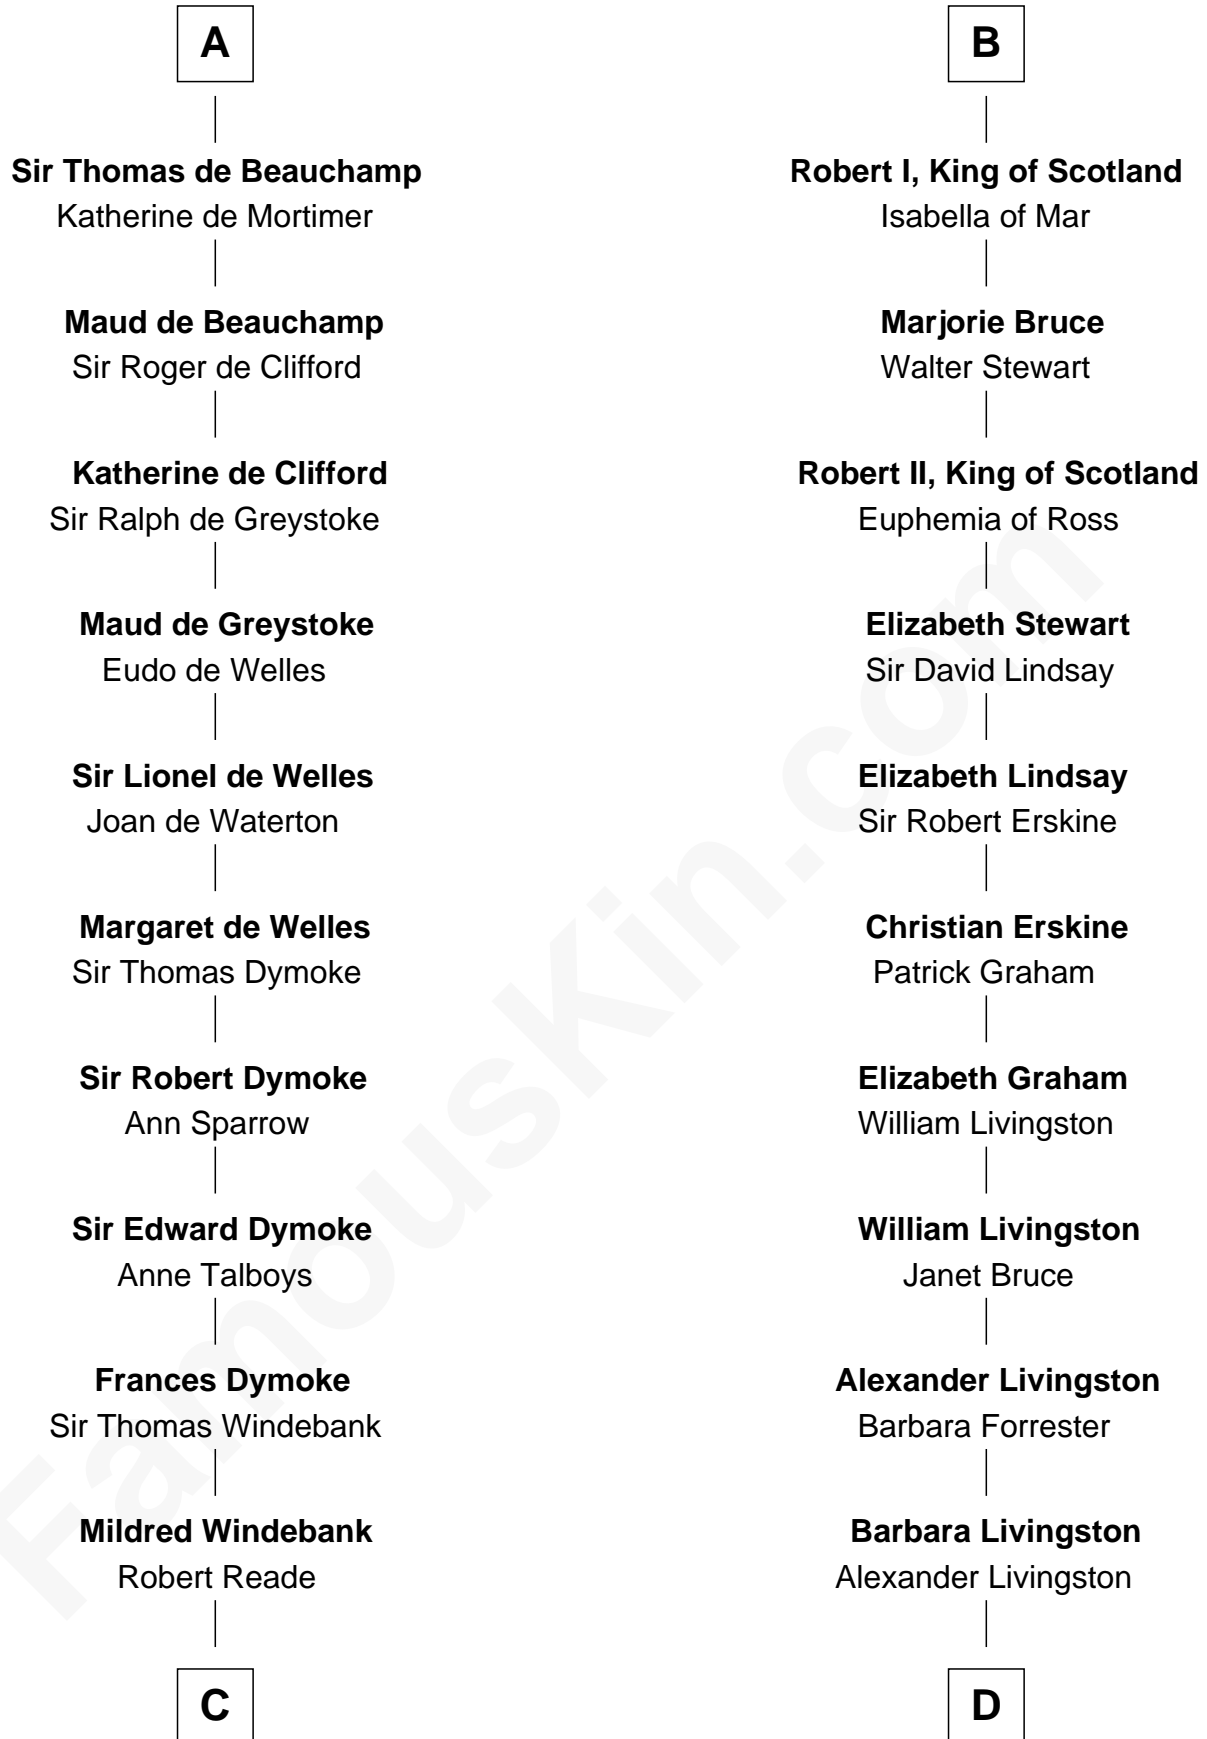 A
Sir Thomas de Beauchamp
Katherine de Mortimer
Maud de Beauchamp
Sir Roger de Clifford
Katherine de Clifford
Sir Ralph de Greystoke
Maud de Greystoke
Eudo de Welles
Sir Lionel de Welles
Joan de Waterton
Margaret de Welles
Sir Thomas Dymoke
Sir Robert Dymoke
Ann Sparrow
Sir Edward Dymoke
Anne Talboys
Frances Dymoke
Sir Thomas Windebank
Mildred Windebank
Robert Reade
C
B
Robert I, King of Scotland
Isabella of Mar
Marjorie Bruce
Walter Stewart
Robert II, King of Scotland
Euphemia of Ross
Elizabeth Stewart
Sir David Lindsay
Elizabeth Lindsay
Sir Robert Erskine
Christian Erskine
Patrick Graham
Elizabeth Graham
William Livingston
William Livingston
Janet Bruce
Alexander Livingston
Barbara Forrester
Barbara Livingston
Alexander Livingston
D
FamousKin.com